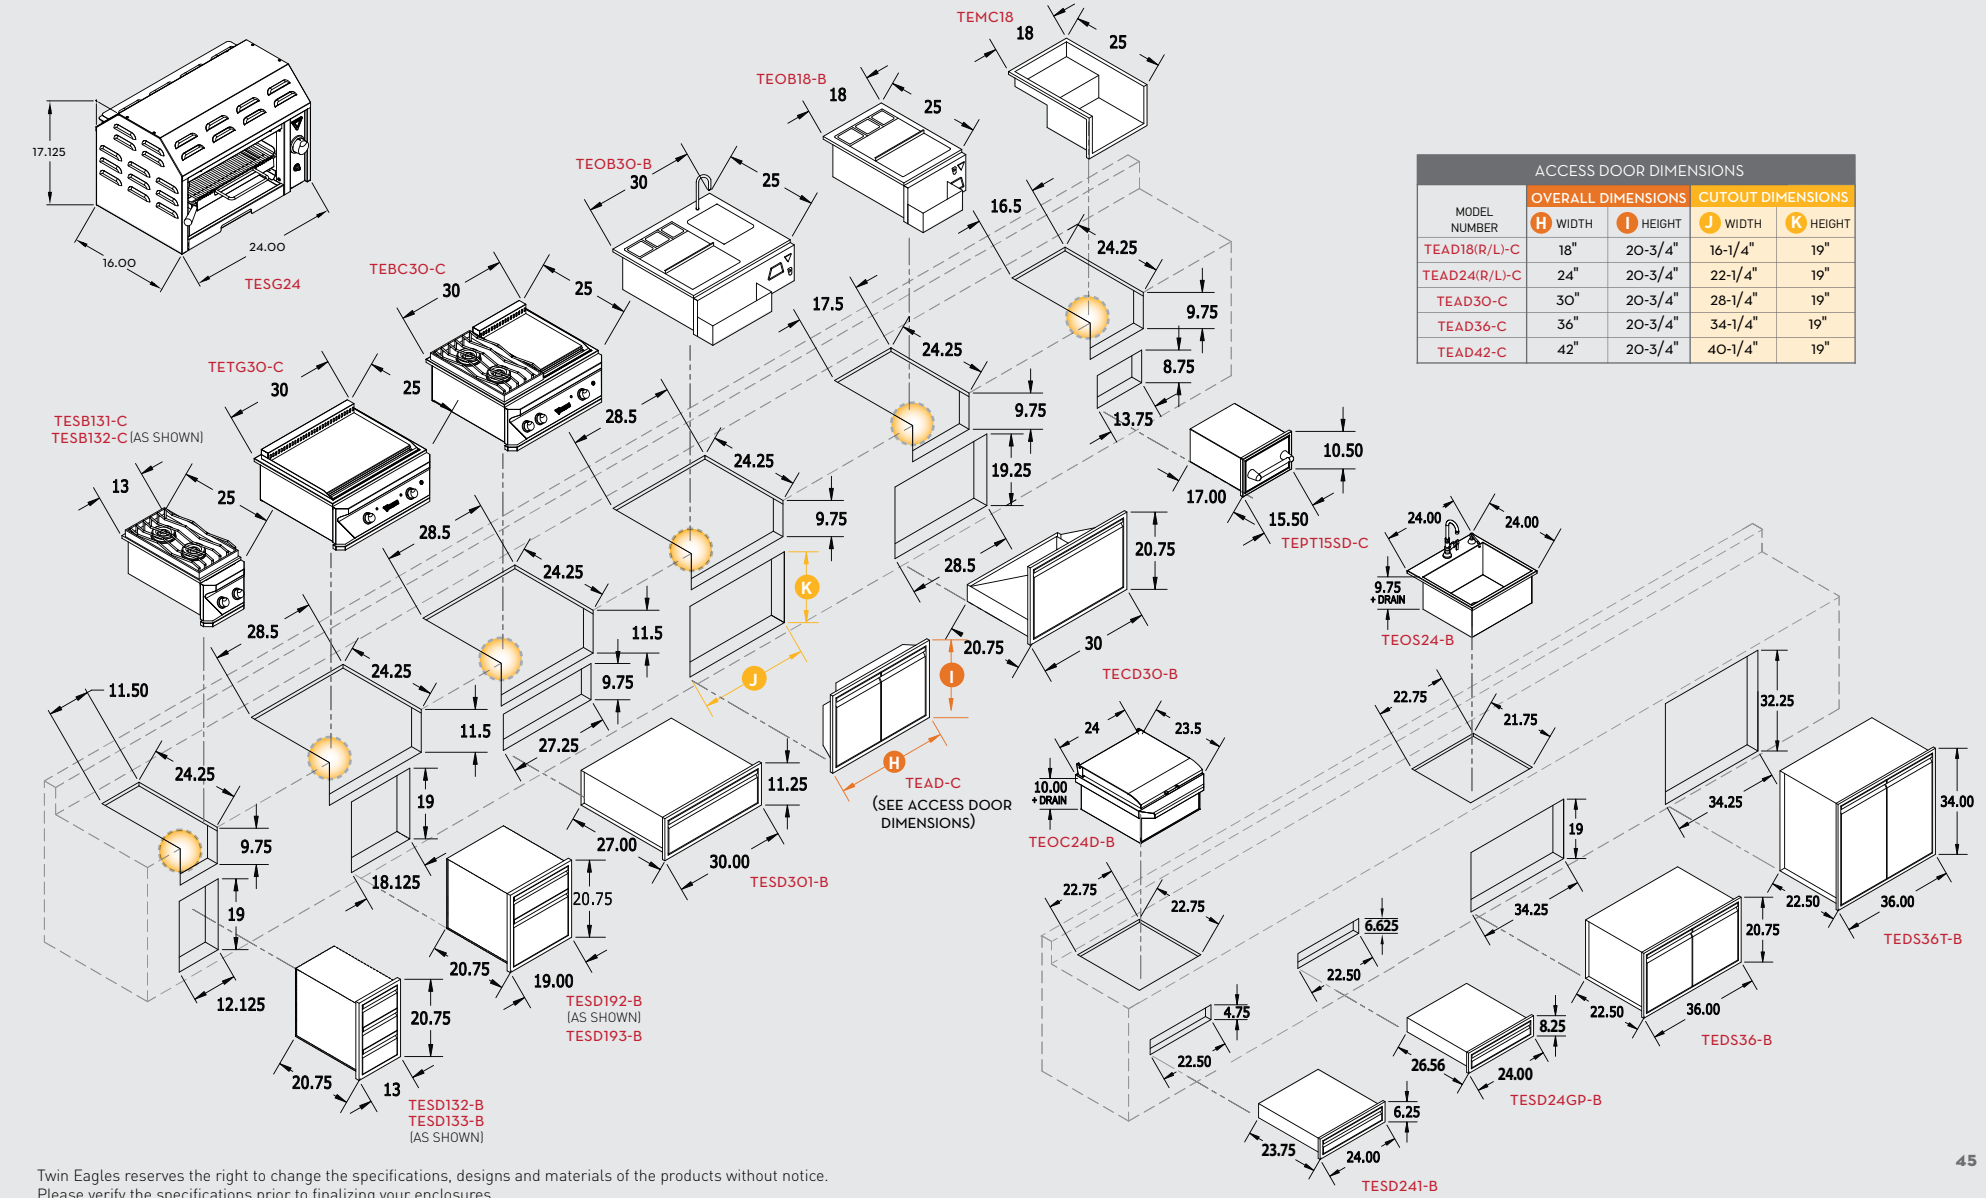 TEMC18
18
25
TEOB18-B
18
25
TEOB30-B
30
25
TEBC30-C
30
25
TETG30-C
30
25
TESB131-C
TESB132-C (AS SHOWN)
13
25
17.125
16.00
24.00
TESG24
ACCESS DOOR DIMENSIONS
MODEL NUMBER
OVERALL DIMENSIONS
CUTOUT DIMENSIONS
H WIDTH
I HEIGHT
J WIDTH
K HEIGHT
TEAD18(R/L)-C 18" 20-3/4" 16-1/4" 19"
TEAD24(R/L)-C 24" 20-3/4" 22-1/4" 19"
TEAD30-C 30" 20-3/4" 28-1/4" 19"
TEAD36-C 36" 20-3/4" 34-1/4" 19"
TEAD42-C 42" 20-3/4" 40-1/4" 19"
16.5
24.25
9.75
8.75
13.75
17.5
24.25
9.75
19.25
28.5
28.5
24.25
9.75
K
J
28.5
24.25
11.5
9.75
27.25
28.5
24.25
11.5
19
18.125
11.50
24.25
9.75
19
12.125
10.50
17.00
15.50
TEPT15SD-C
20.75
20.75
30
TECD30-B
I
H
TEAD-C
(SEE ACCESS DOOR
DIMENSIONS)
11.25
27.00
30.00
TESD301-B
20.75
20.75
19.00
TESD192-B
(AS SHOWN)
TESD193-B
20.75
20.75
13
TESD132-B
TESD133-B
(AS SHOWN)
24.00
24.00
9.75
+ DRAIN
TEOS24-B
22.75
21.75
24
23.5
10.00
+ DRAIN
TEOC24D-B
22.75
22.75
32.25
34.25
19
34.25
6.625
22.50
4.75
22.50
34.00
22.50
36.00
TEDS36T-B
20.75
22.50
36.00
TEDS36-B
8.25
26.56
24.00
TESD24GP-B
6.25
23.75
24.00
TESD241-B
45
Twin Eagles reserves the right to change the specifications, designs and materials of the products without notice.
Please verify the specifications prior to finalizing your enclosures